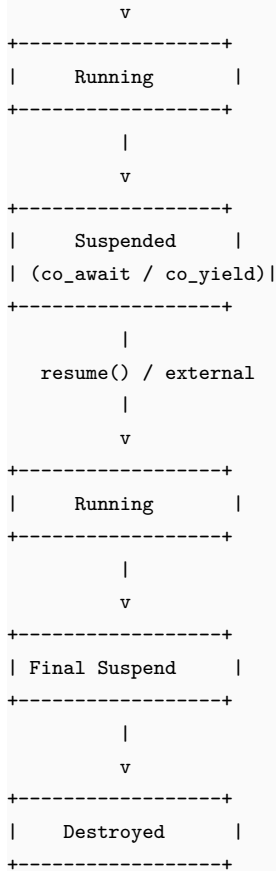 v
+------------------+
|     Running      |
+------------------+
|
v
+------------------+
|     Suspended    |
| (co_await / co_yield)|
+------------------+
|
resume() / external
|
v
+------------------+
|     Running      |
+------------------+
|
v
+------------------+
| Final Suspend    |
+------------------+
|
v
+------------------+
|    Destroyed     |
+------------------+